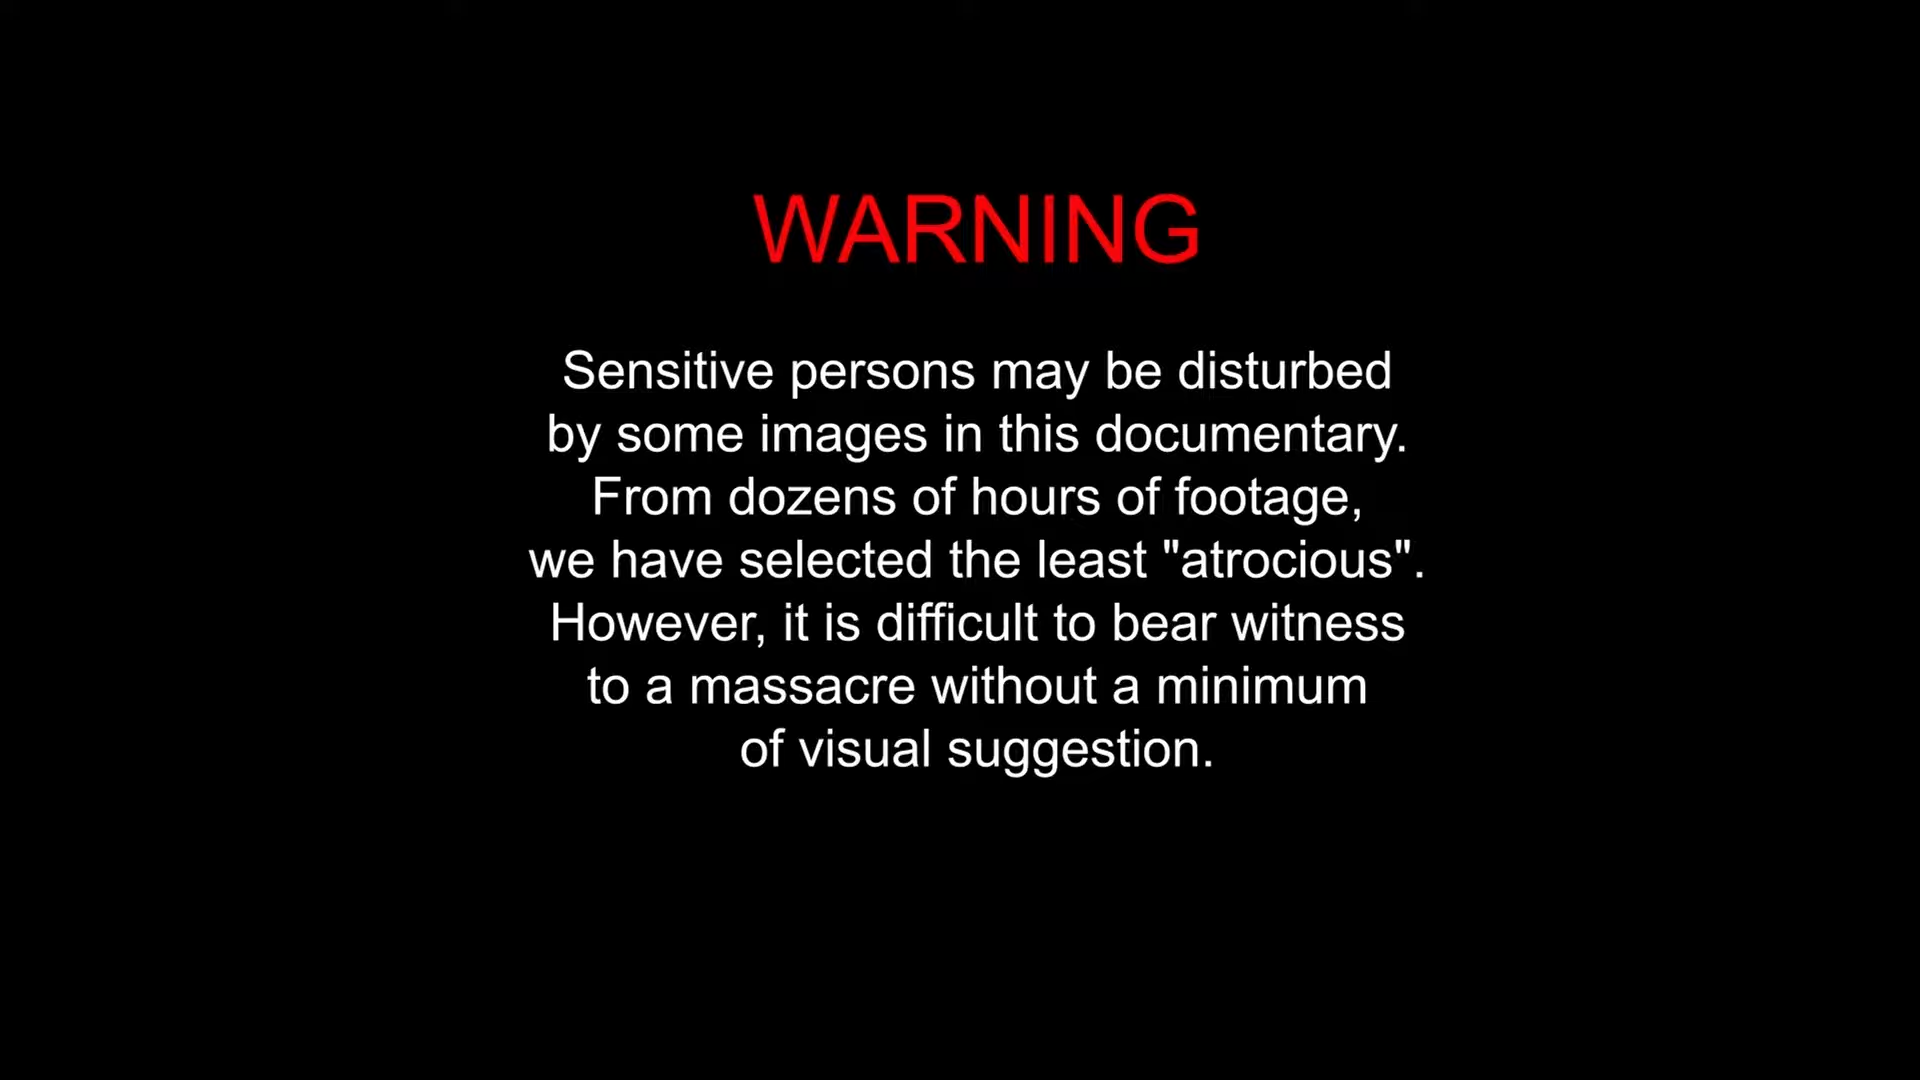 WARNING
Sensitive persons may be disturbed
by some images in this documentary.
From dozens of hours of footage,
we have selected the least "atrocious".
However, it is difficult to bear witness
to a massacre without a minimum
of visual suggestion.